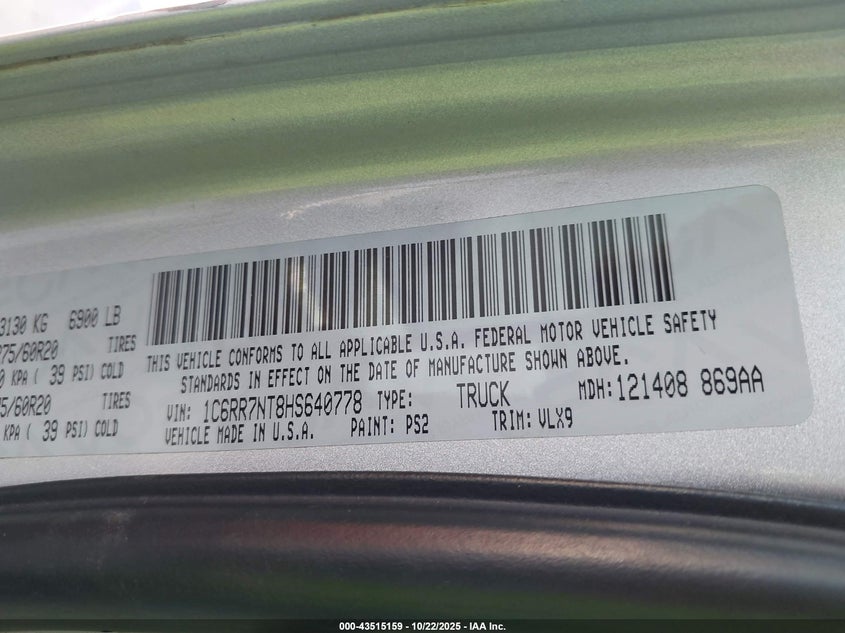 3130 KG 6900 LB
75/60R20 TIRES
0 KPA ( 39 PSI) COLD
5/60R20 TIRES
KPA ( 39 PSI) COLD
THIS VEHICLE CONFORMS TO ALL APPLICABLE U.S.A. FEDERAL MOTOR VEHICLE SAFETY
STANDARDS IN EFFECT ON THE DATE OF MANUFACTURE SHOWN ABOVE.
VIN: 1C6RR7NT8HS640778 TYPE: TRUCK MDH: 121408 869AA
VEHICLE MADE IN U.S.A. PAINT: PS2 TRIM: VLX9
000-43515159 - 10/22/2025 - IAA Inc.